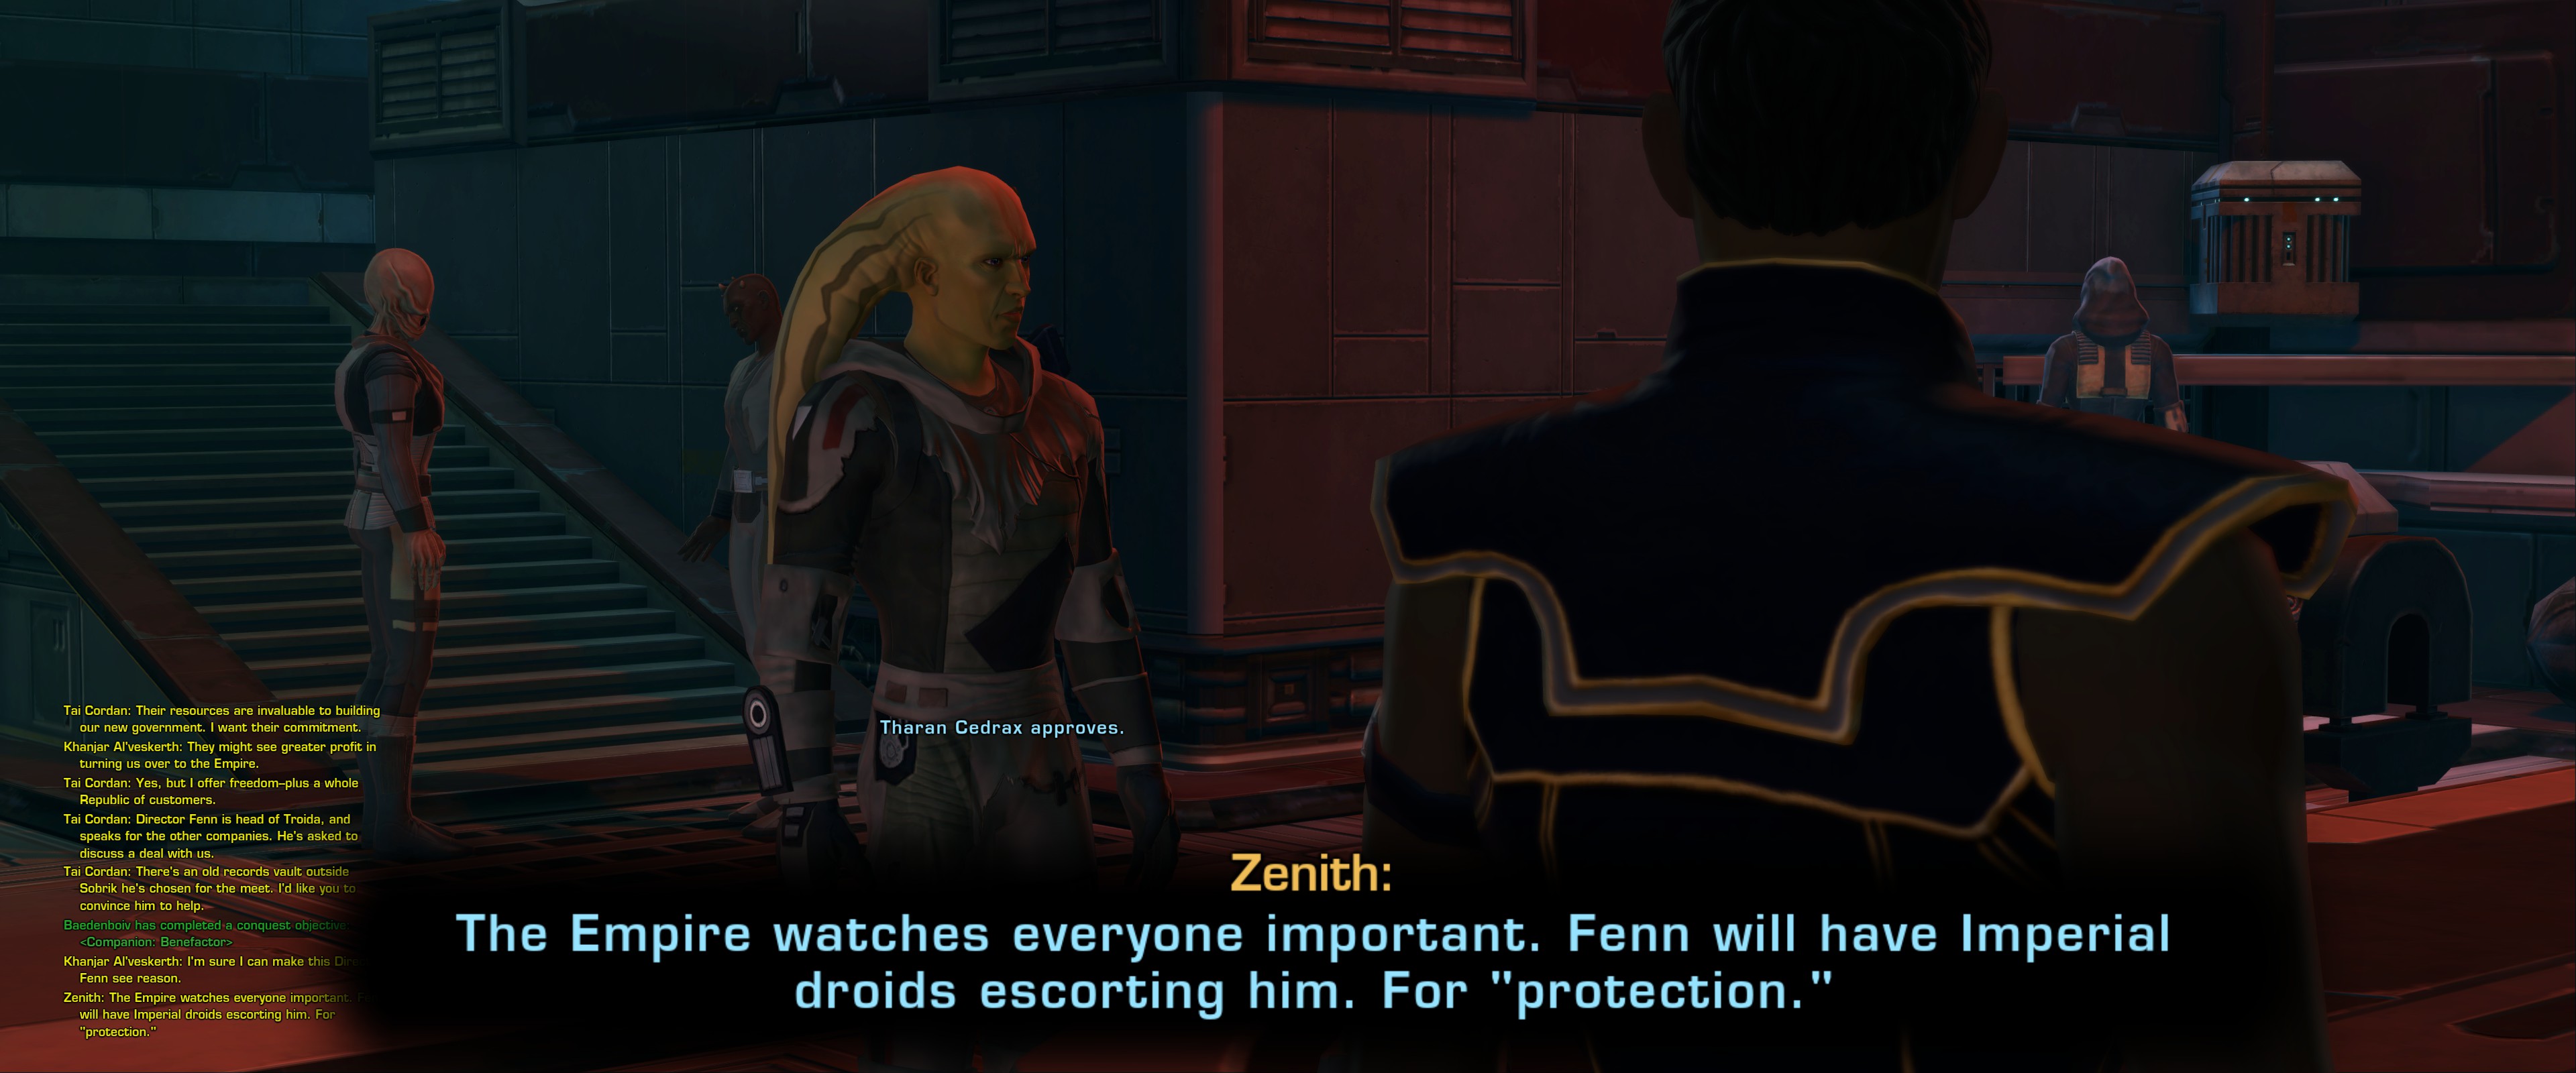 Tai Cordan: Their resources are invaluable to building
our new government. I want their commitment.
Khanjar Al'veskerth: They might see greater profit in
turning us over to the Empire.
Tai Cordan: Yes, but I offer freedom—plus a whole
Republic of customers.
Tai Cordan: Director Fenn is head of Troida, and
speaks for the other companies. He's asked to
discuss a deal with us.
Tai Cordan: There's an old records vault outside
Sobrik he's chosen for the meet. I'd like you to
convince him to help.
Baedenboiv has completed a conquest objective:
<Companion: Benefactor>
Khanjar Al'veskerth: I'm sure I can make this
Fenn see reason.
Zenith: The Empire watches everyone important.
will have Imperial droids escorting him. For
"protection."
Tharan Cedrax approves.
Zenith:
The Empire watches everyone important. Fenn will have Imperial
droids escorting him. For "protection."